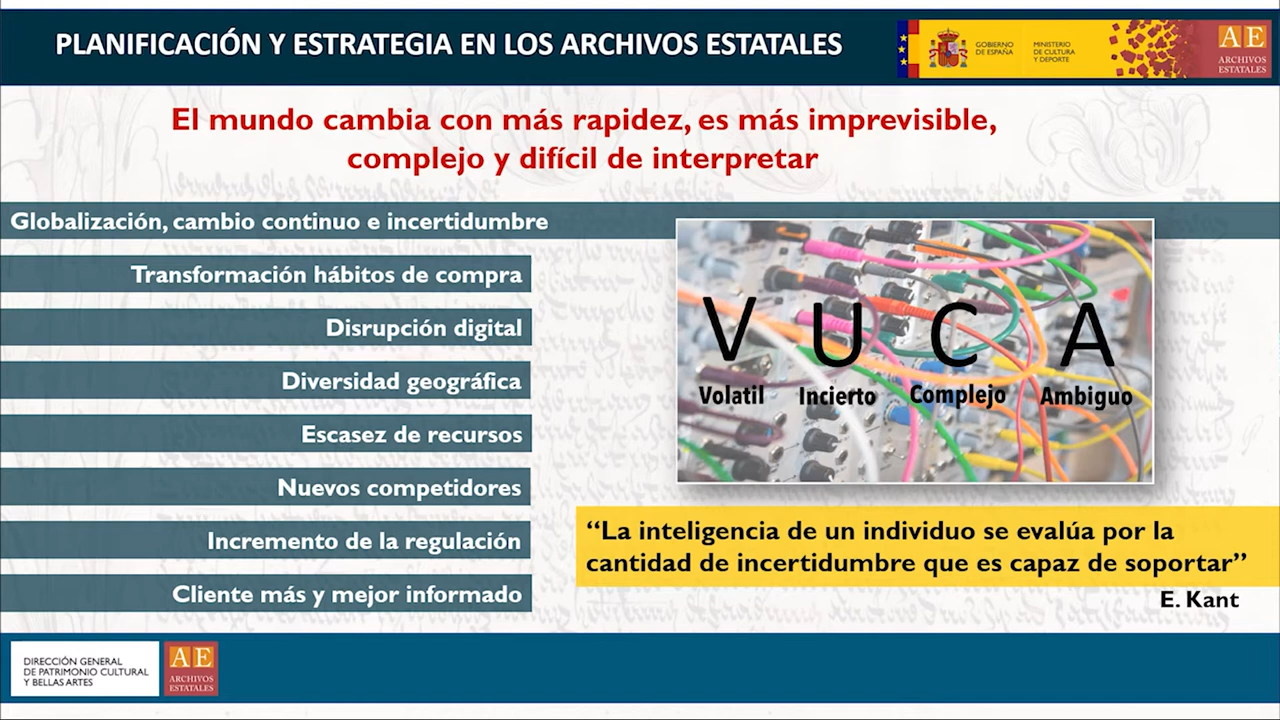 PLANIFICACIÓN Y ESTRATEGIA EN LOS ARCHIVOS ESTATALES
GOBIERNO
DE ESPAÑA
MINISTERIO
DE CULTURA
Y DEPORTE
AE
ARCHIVOS
ESTATALES
El mundo cambia con más rapidez, es más imprevisible,
complejo y difícil de interpretar
Globalización, cambio continuo e incertidumbre
Transformación hábitos de compra
Disrupción digital
Diversidad geográfica
Escasez de recursos
Nuevos competidores
Incremento de la regulación
Cliente más y mejor informado
V U C A
Volatil Incierto Complejo Ambiguo
“La inteligencia de un individuo se evalúa por la
cantidad de incertidumbre que es capaz de soportar”
E. Kant
DIRECCIÓN GENERAL
DE PATRIMONIO CULTURAL
Y BELLAS ARTES
AE
ARCHIVOS
ESTATALES